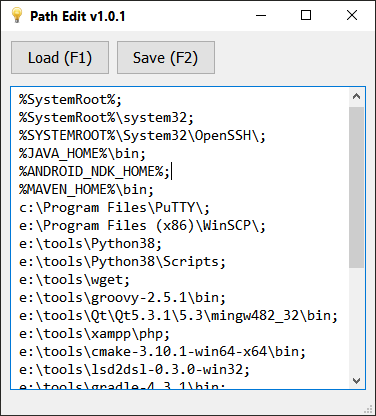 Path Edit v1.0.1
Load (F1) Save (F2)
%SystemRoot%;
%SystemRoot%\system32;
%SYSTEMROOT%\System32\OpenSSH\;
%JAVA_HOME%\bin;
%ANDROID_NDK_HOME%;
%MAVEN_HOME%\bin;
c:\Program Files\PuTTY\;
e:\Program Files (x86)\WinSCP\;
e:\tools\Python38;
e:\tools\Python38\Scripts;
e:\tools\wget;
e:\tools\groovy-2.5.1\bin;
e:\tools\Qt\Qt5.3.1\5.3\mingw482_32\bin;
e:\tools\xampp\php;
e:\tools\cmake-3.10.1-win64-x64\bin;
e:\tools\lsd2dsl-0.3.0-win32;
e:\tools\gradle-4.3.1\bin;